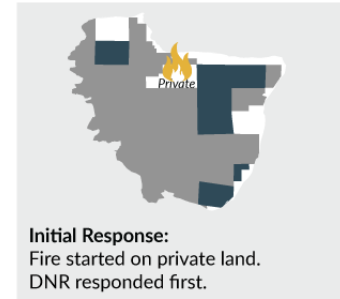 Private
Initial Response:
Fire started on private land.
DNR responded first.